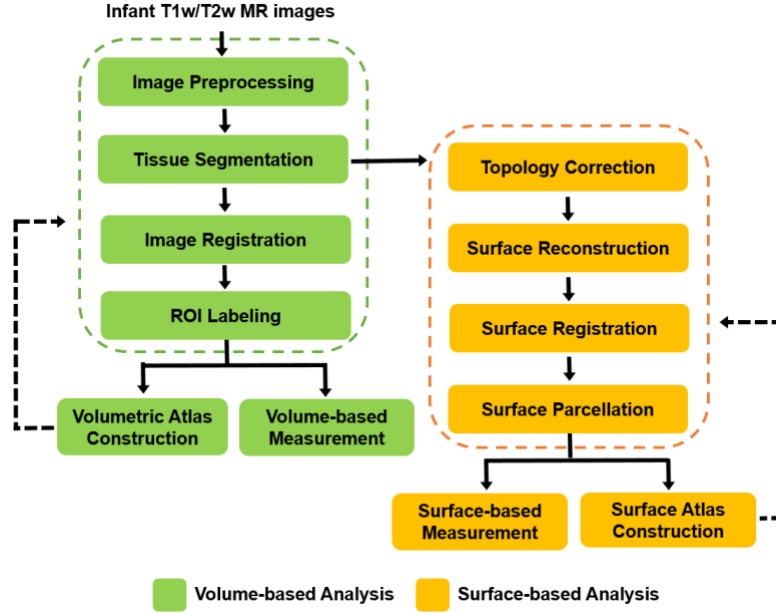 Infant T1w/T2w MR images
Image Preprocessing
Tissue Segmentation
Image Registration
ROI Labeling
Volumetric Atlas
Construction
Volume-based
Measurement
Topology Correction
Surface Reconstruction
Surface Registration
Surface Parcellation
Surface-based
Measurement
Surface Atlas
Construction
Volume-based Analysis
Surface-based Analysis